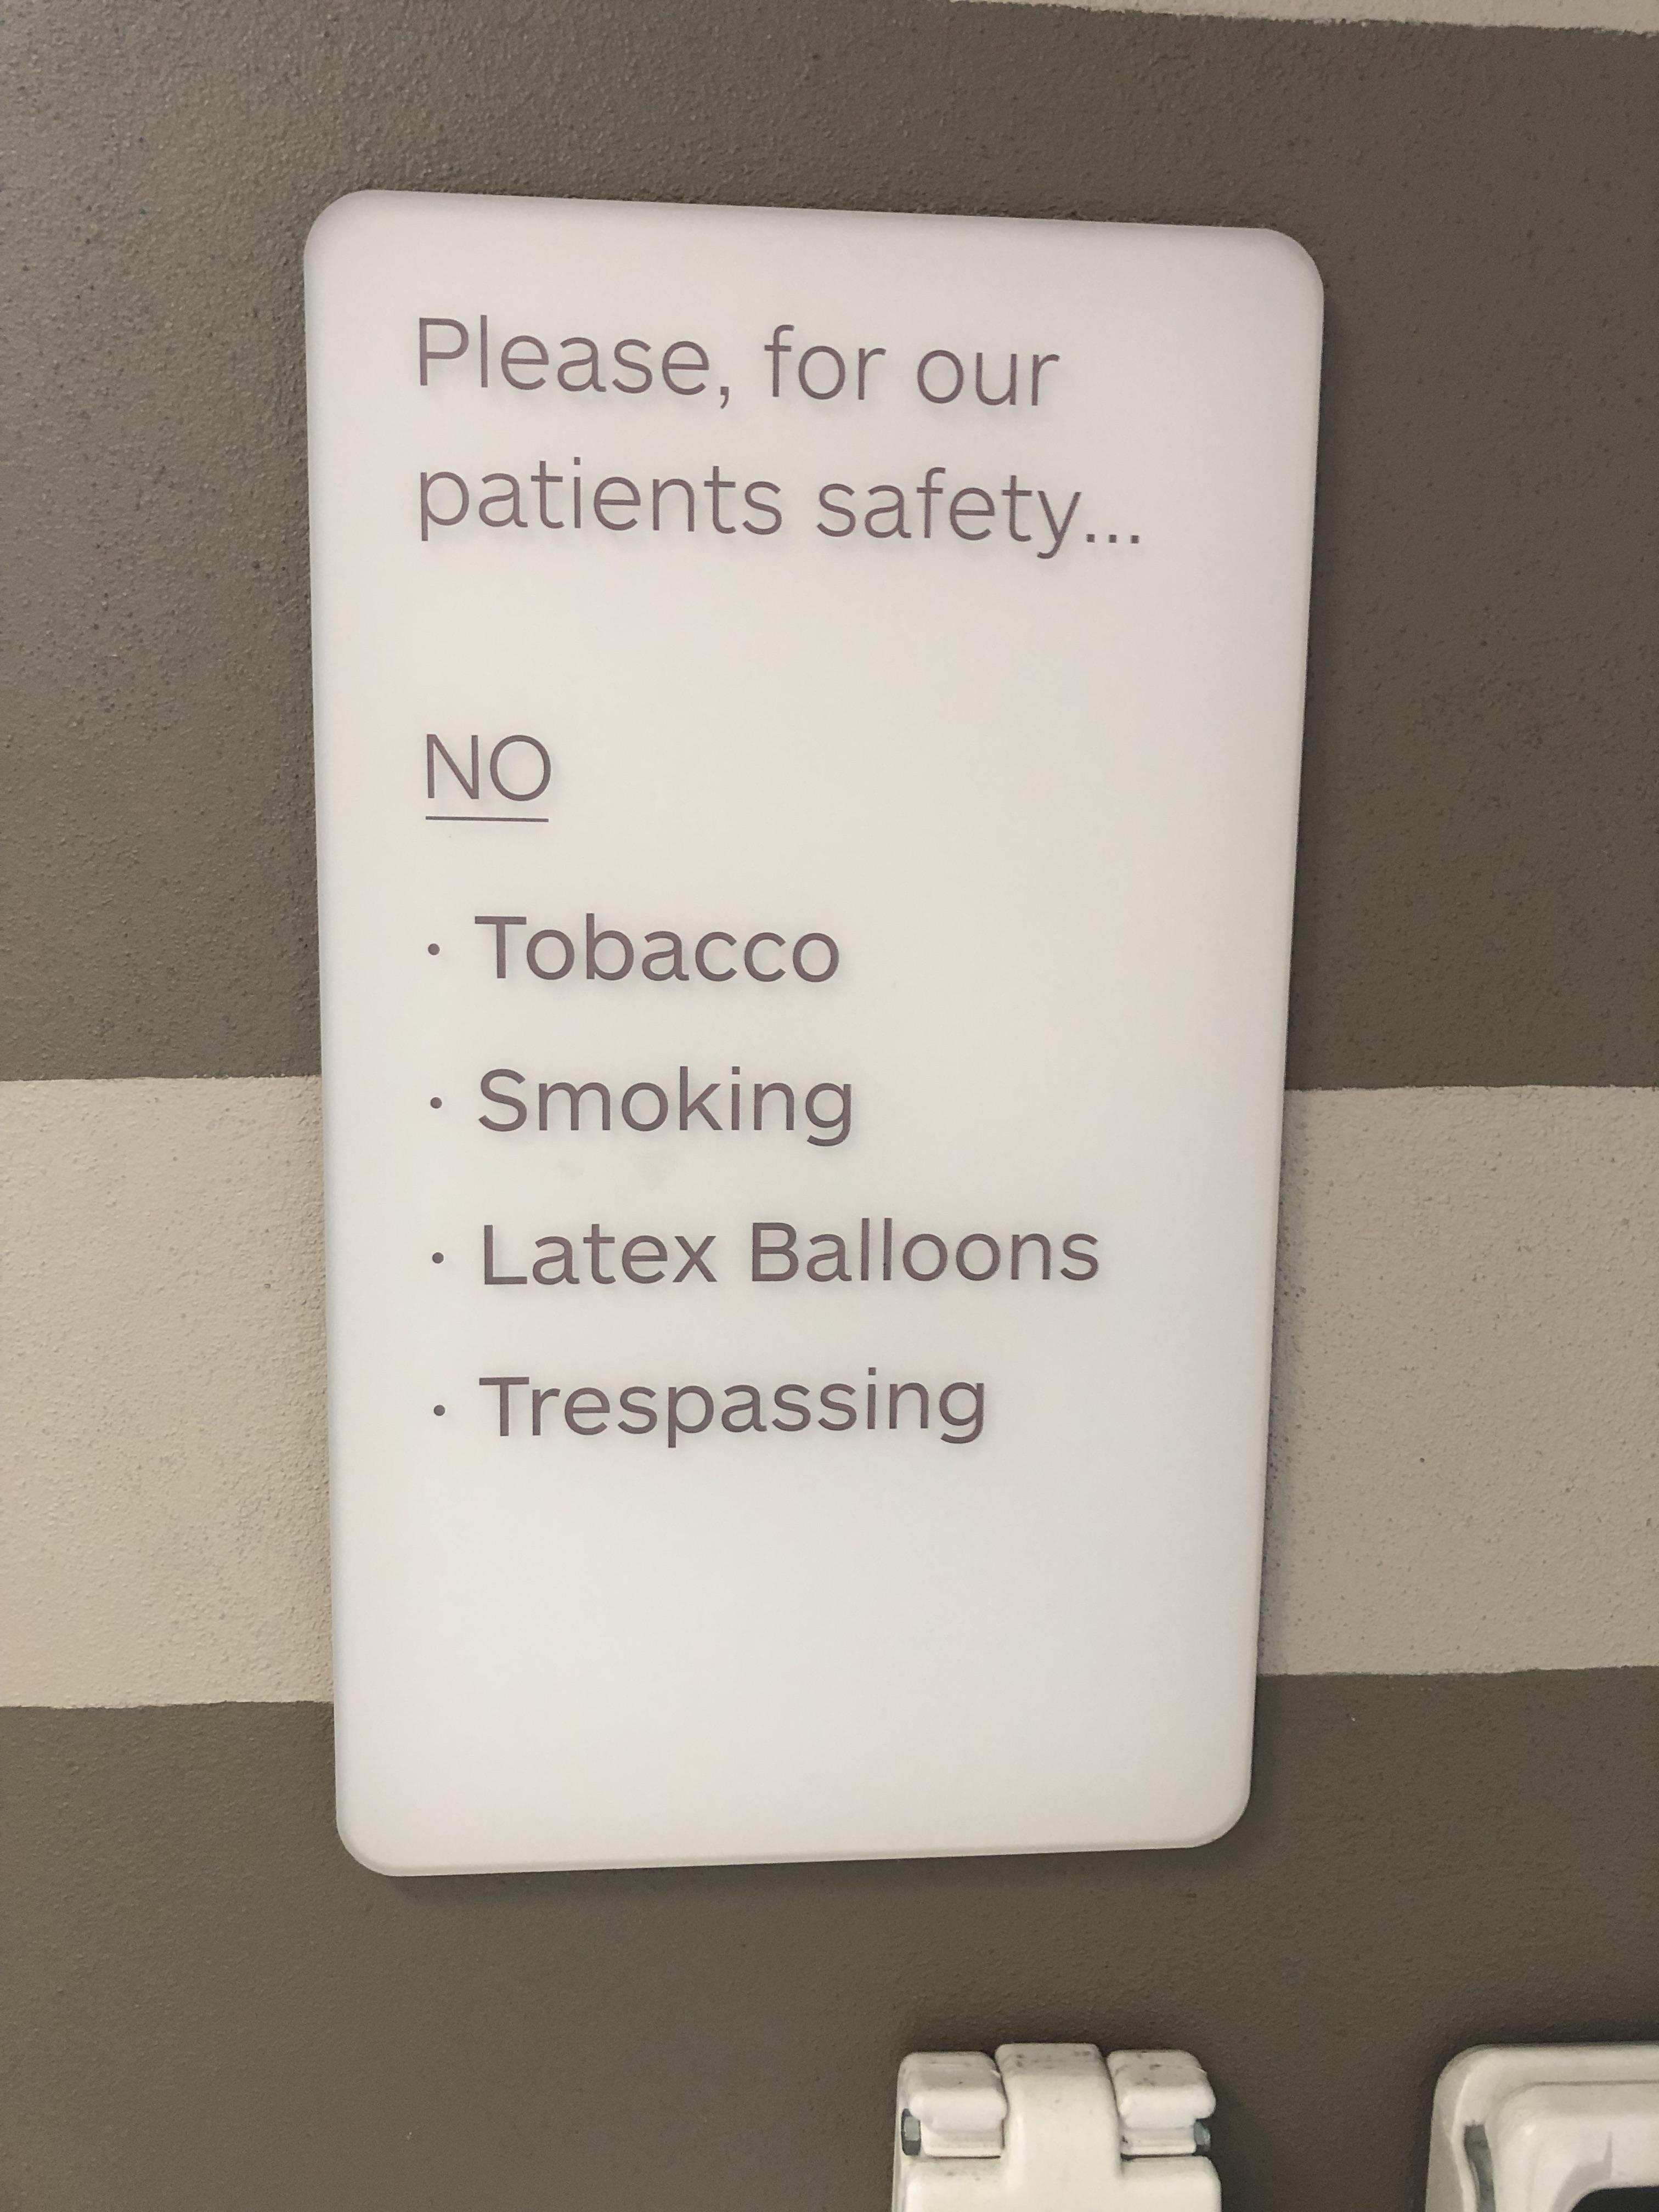 Please, for our
patients safety...
NO
· Tobacco
· Smoking
· Latex Balloons
· Trespassing